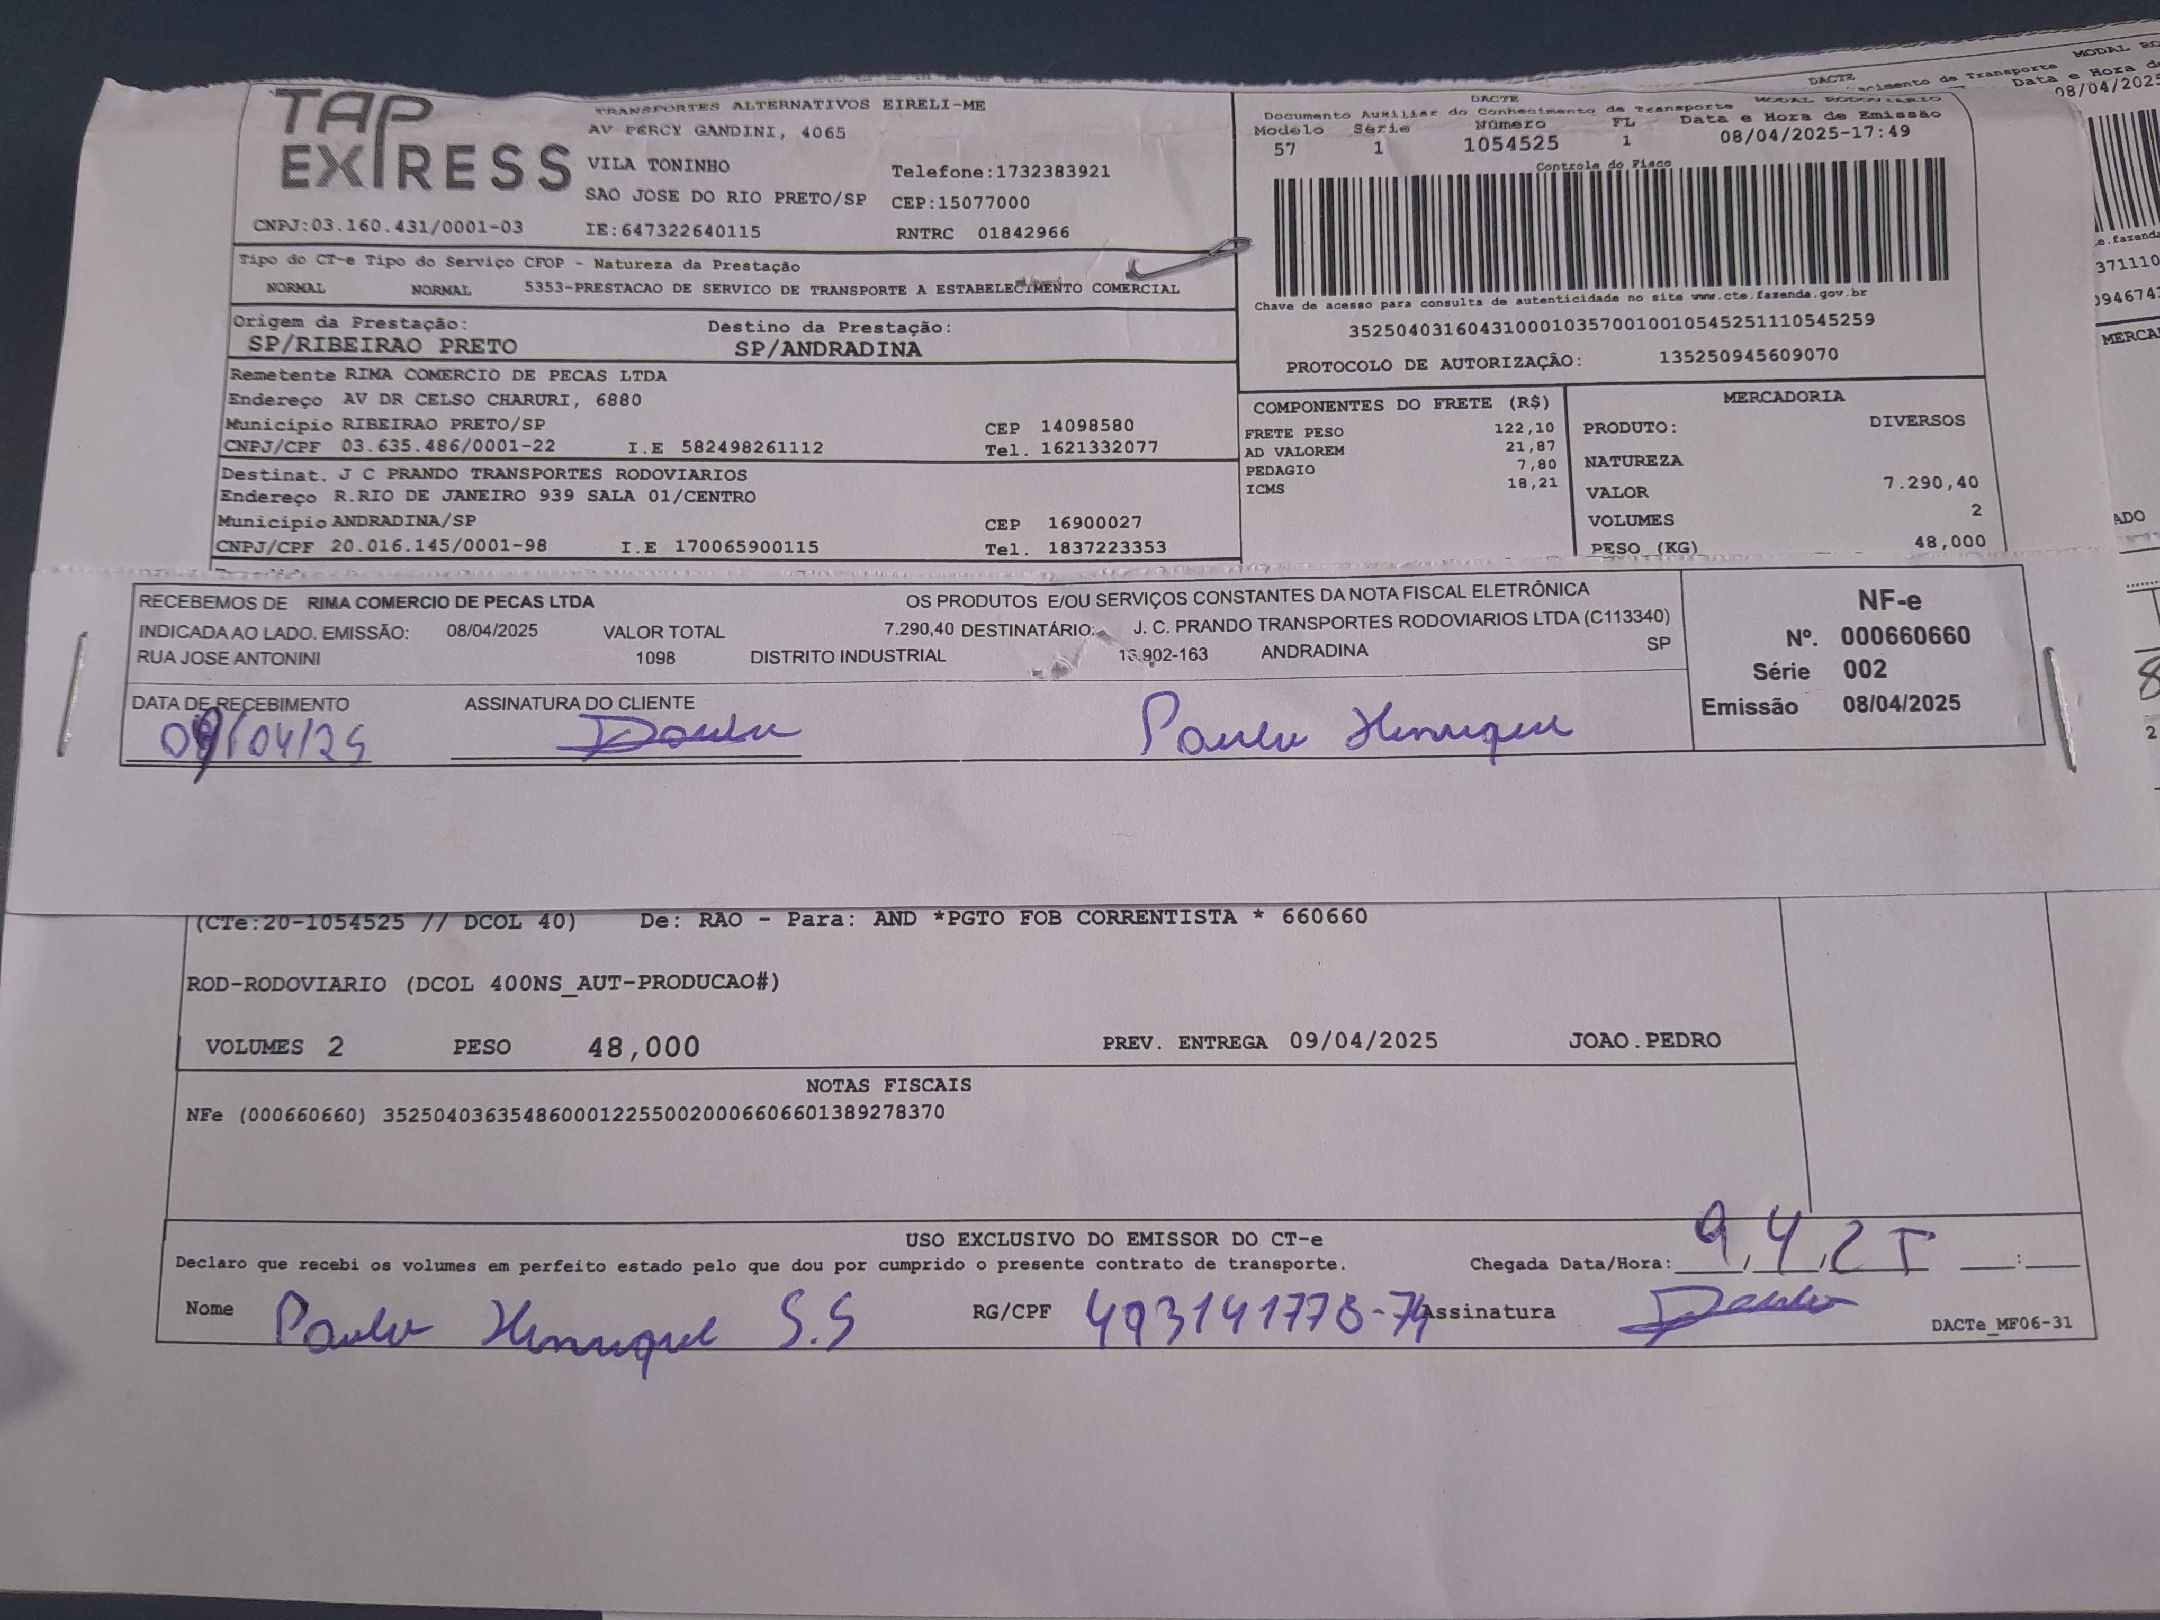 TAP EXPRESS
TRANSPORTES ALTERNATIVOS EIRELI-ME
AV PERCY GANDINI, 4065
VILA TONINHO Telefone:1732383921
SAO JOSE DO RIO PRETO/SP CEP:15077000
CNPJ:03.160.431/0001-03 IE:647322640115 RNTRC 01842966
DACTE
Documento Auxiliar do Conhecimento de Transporte MODAL RODOVIARIO
Modelo Série Número FL Data e Hora de Emissão
57 1 1054525 1 08/04/2025-17:49
Controle do Fisco
Chave de acesso para consulta de autenticidade no site www.cte.fazenda.gov.br
35250403160431000103570010010545251110545259
PROTOCOLO DE AUTORIZAÇÃO: 135250945609070
Tipo do CT-e Tipo do Serviço CFOP - Natureza da Prestação
NORMAL NORMAL 5353-PRESTACAO DE SERVICO DE TRANSPORTE A ESTABELECIMENTO COMERCIAL
Origem da Prestação: Destino da Prestação:
SP/RIBEIRAO PRETO SP/ANDRADINA
Remetente RIMA COMERCIO DE PECAS LTDA
Endereço AV DR CELSO CHARURI, 6880
Município RIBEIRAO PRETO/SP CEP 14098580
CNPJ/CPF 03.635.486/0001-22 I.E 582498261112 Tel. 1621332077
Destinat. J C PRANDO TRANSPORTES RODOVIARIOS
Endereço R.RIO DE JANEIRO 939 SALA 01/CENTRO
Município ANDRADINA/SP CEP 16900027
CNPJ/CPF 20.016.145/0001-98 I.E 170065900115 Tel. 1837223353
COMPONENTES DO FRETE (R$)
FRETE PESO 122,10
AD VALOREM 21,87
PEDAGIO 7,80
ICMS 18,21
MERCADORIA
PRODUTO: DIVERSOS
NATUREZA
VALOR 7.290,40
VOLUMES 2
PESO (KG) 48,000
RECEBEMOS DE RIMA COMERCIO DE PECAS LTDA OS PRODUTOS E/OU SERVIÇOS CONSTANTES DA NOTA FISCAL ELETRÔNICA
INDICADA AO LADO. EMISSÃO: 08/04/2025 VALOR TOTAL 7.290,40 DESTINATÁRIO: J. C. PRANDO TRANSPORTES RODOVIARIOS LTDA (C113340)
RUA JOSE ANTONINI 1098 DISTRITO INDUSTRIAL 16.902-163 ANDRADINA SP
DATA DE RECEBIMENTO ASSINATURA DO CLIENTE
09/04/25 Paulo Henrique
NF-e
Nº. 000660660
Série 002
Emissão 08/04/2025
(CTe:20-1054525 // DCOL 40) De: RAO - Para: AND *PGTO FOB CORRENTISTA * 660660
ROD-RODOVIARIO (DCOL 400NS_AUT-PRODUCAO#)
VOLUMES 2 PESO 48,000 PREV. ENTREGA 09/04/2025 JOAO.PEDRO
NOTAS FISCAIS
NFe (000660660) 35250403635486000122550020006606601389278370
USO EXCLUSIVO DO EMISSOR DO CT-e
Declaro que recebi os volumes em perfeito estado pelo que dou por cumprido o presente contrato de transporte. Chegada Data/Hora: 9/4/25 :
Nome Paulo Henrique S.S RG/CPF 493141778-74 Assinatura
DACTe_MF06-31